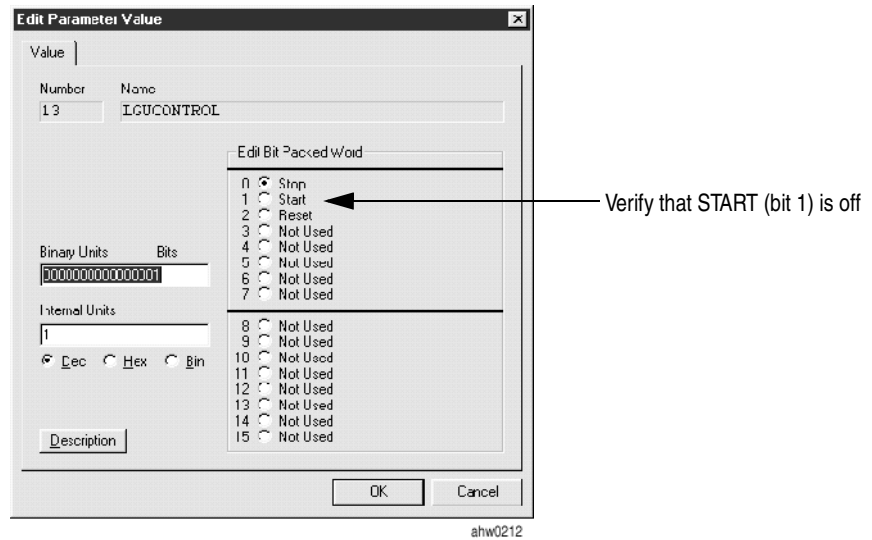 Edit Parameter Value
Value
Number Name
13 LGUCONTROL
Edit Bit Packed Word
0 Stop
1 Start
2 Reset
3 Not Used
4 Not Used
5 Not Used
6 Not Used
7 Not Used
8 Not Used
9 Not Used
10 Not Used
11 Not Used
12 Not Used
13 Not Used
14 Not Used
15 Not Used
Verify that START (bit 1) is off
Binary Units Bits
0000000000000001
Internal Units
1
Dec Hex Bin
Description
OK Cancel
ahw0212